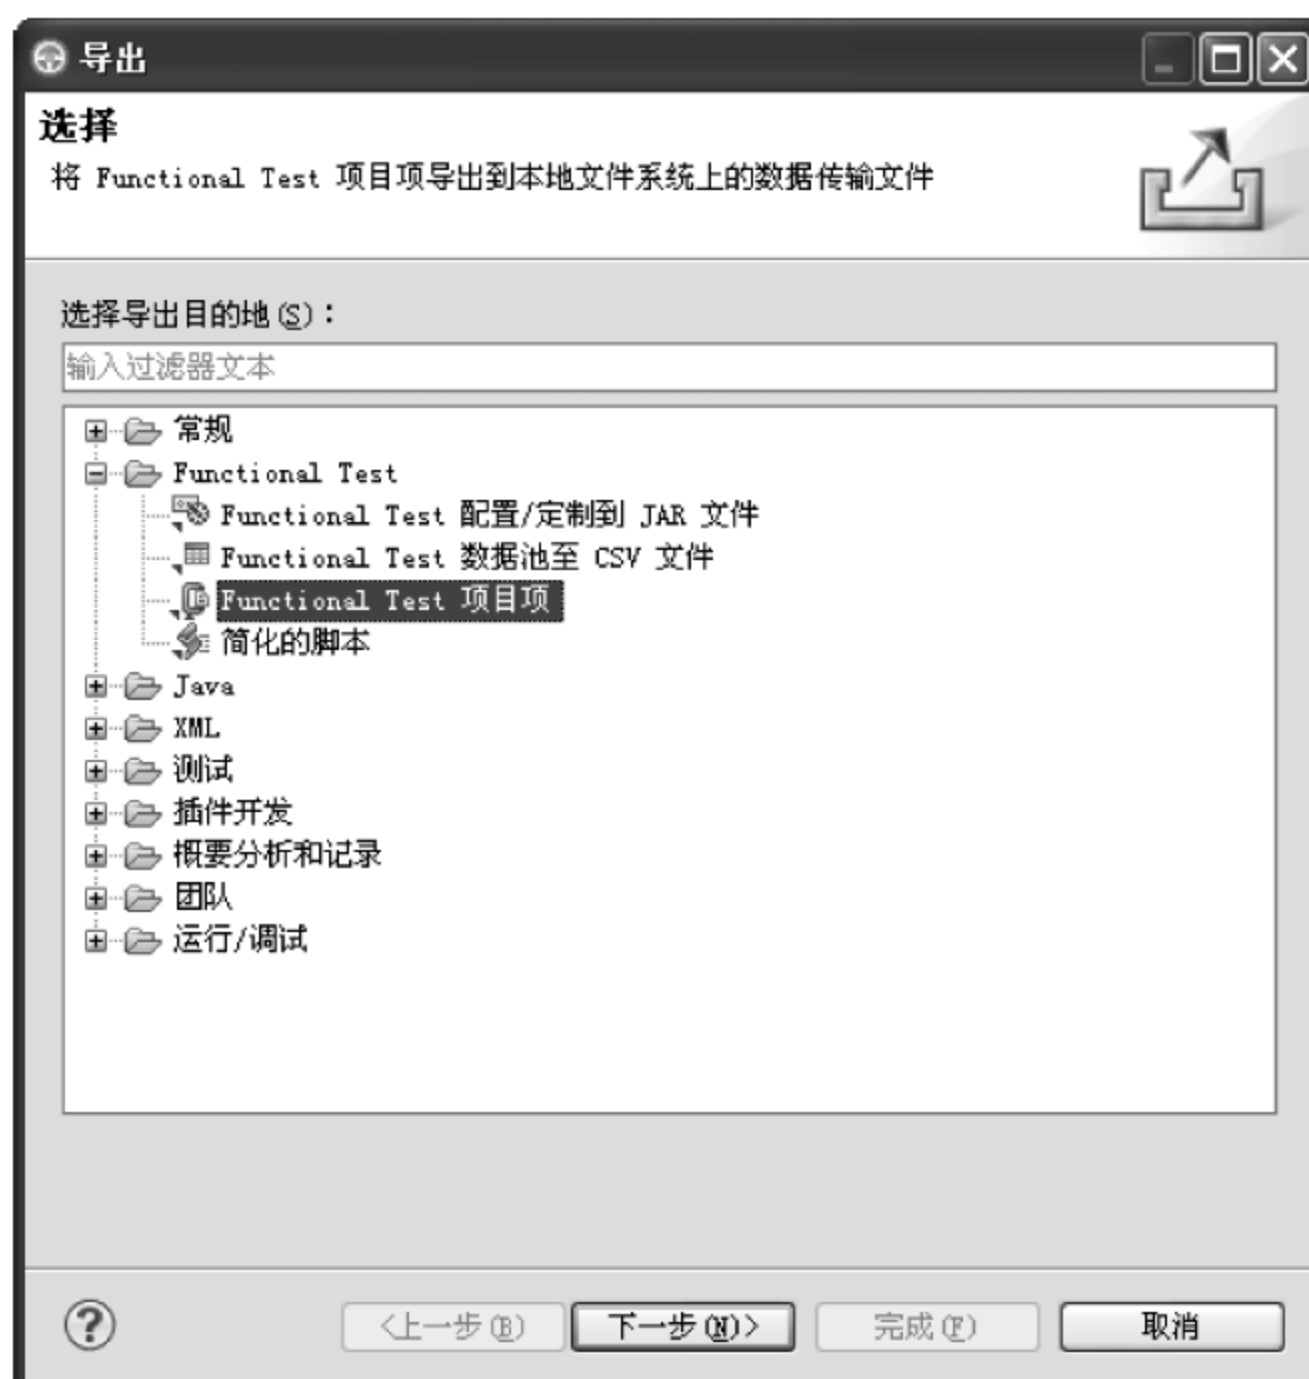 导出
选择
将 Functional Test 项目项导出到本地文件系统上的数据传输文件
选择导出目的地(S)：
输入过滤器文本
常规
Functional Test
Functional Test 配置/定制到 JAR 文件
Functional Test 数据池至 CSV 文件
Functional Test 项目项
简化的脚本
Java
XML
测试
插件开发
概要分析和记录
团队
运行/调试
<上一步(B) 下一步(N)> 完成(F) 取消